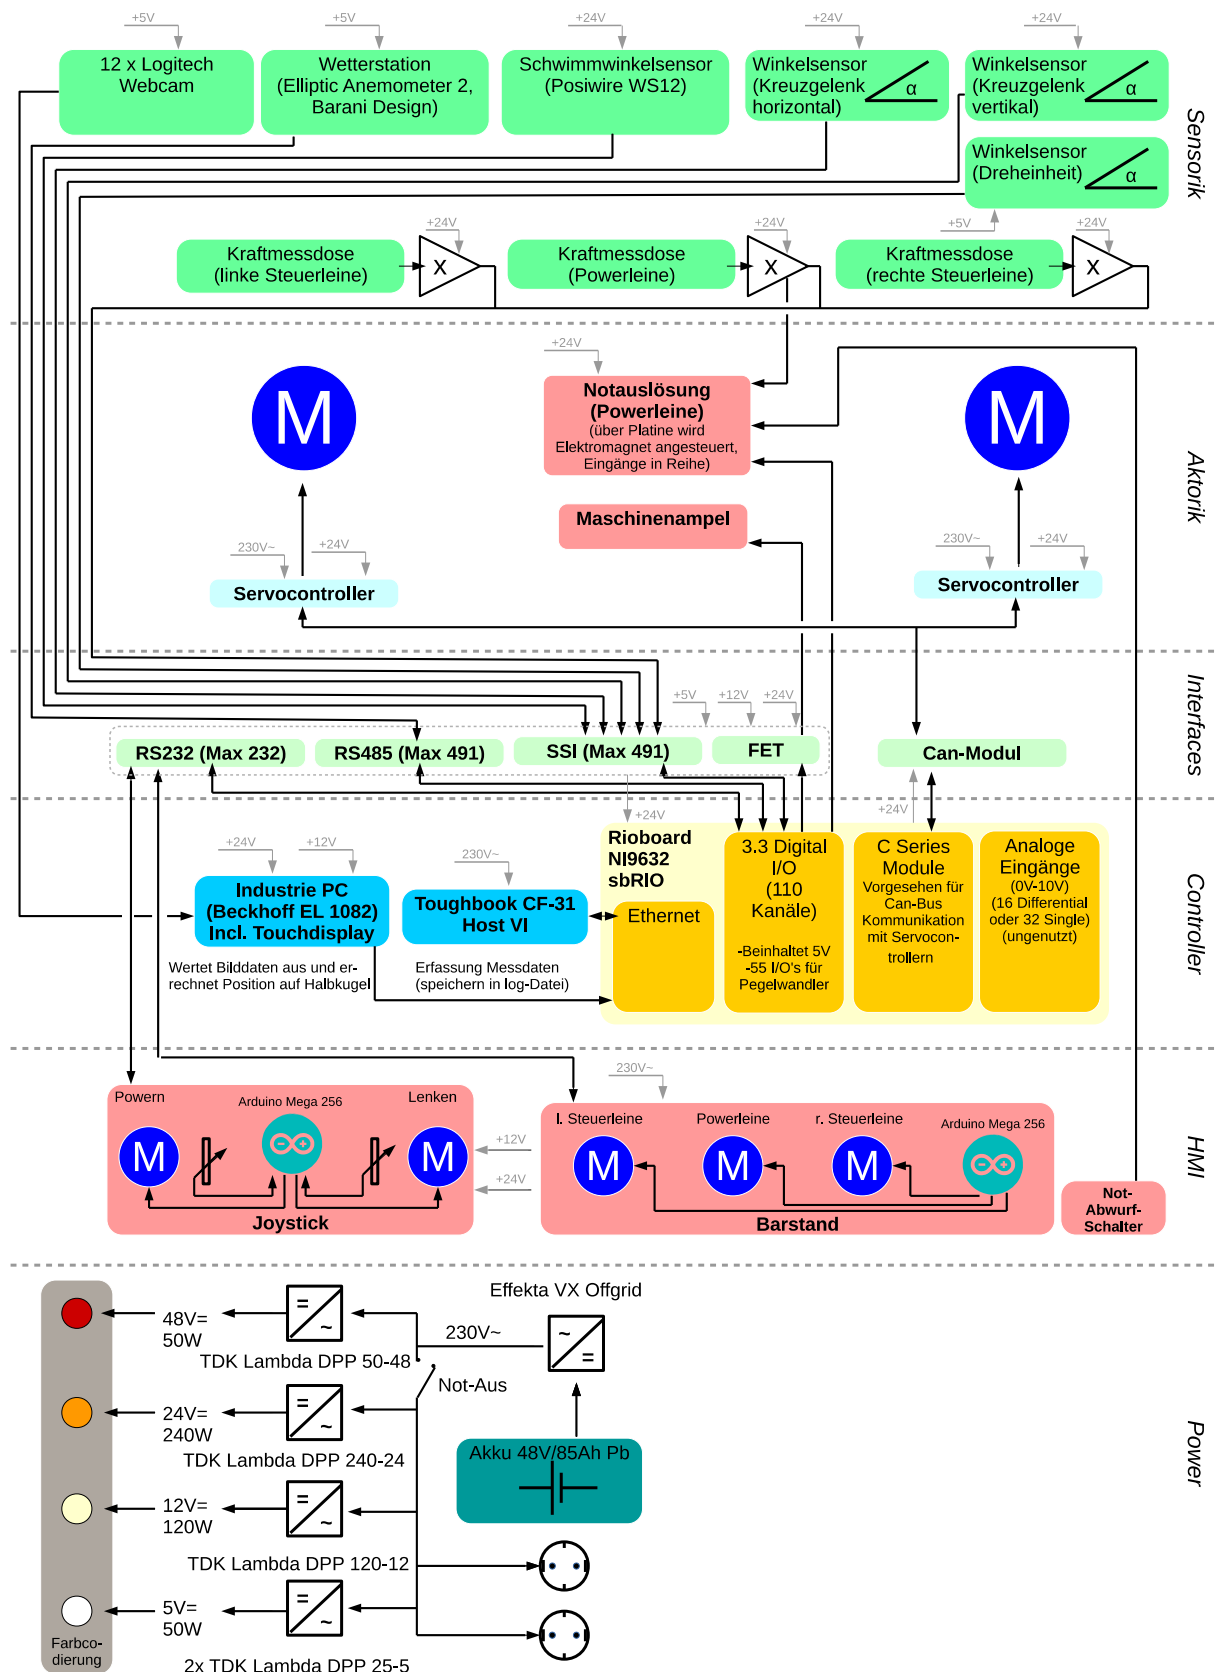 +5V
+5V
+24V
+24V
+24V
12 x Logitech
Webcam
Wetterstation
(Elliptic Anemometer 2,
Barani Design)
Schwimmwinkelsensor
(Posiwire WS12)
Winkelsensor
(Kreuzgelenk
horizontal)
α
Winkelsensor
(Kreuzgelenk
vertikal)
α
Sensorik
Winkelsensor
(Dreheinheit)
α
+5V
+24V
+24V
+24V
Kraftmessdose
(linke Steuerleine)
X
Kraftmessdose
(Powerleine)
X
Kraftmessdose
(rechte Steuerleine)
X
+24V
M
Notauslösung
(Powerleine)
(über Platine wird
Elektromagnet angesteuert,
Eingänge in Reihe)
M
Aktorik
Maschinenampel
230V~
+24V
Servocontroller
230V~
+24V
Servocontroller
Interfaces
+5V
+12V
+24V
RS232 (Max 232)
RS485 (Max 491)
SSI (Max 491)
FET
Can-Modul
+24V
+24V
+24V
+12V
230V~
Industrie PC
(Beckhoff EL 1082)
Incl. Touchdisplay
Wertet Bilddaten aus und er-
rechnet Position auf Halbkugel
Toughbook CF-31
Host VI
Erfassung Messdaten
(speichern in log-Datei)
Rioboard
NI9632
sbRIO
Ethernet
3.3 Digital
I/O
(110
Kanäle)
-Beinhaltet 5V
-55 I/O's für
Pegelwandler
C Series
Module
Vorgesehen für
Can-Bus
Kommunikation
mit Servocon-
trollern
Analoge
Eingänge
(0V-10V)
(16 Differential
oder 32 Single)
(ungenutzt)
Controller
230V~
Powern
Arduino Mega 256
Lenken
M
M
Joystick
+12V
+24V
l. Steuerleine
Powerleine
r. Steuerleine
Arduino Mega 256
M
M
M
Barstand
Not-
Abwurf-
Schalter
HMI
Effekta VX Offgrid
48V=
50W
=
~
TDK Lambda DPP 50-48
230V~
~
=
Not-Aus
24V=
240W
=
~
TDK Lambda DPP 240-24
Akku 48V/85Ah Pb
12V=
120W
=
~
TDK Lambda DPP 120-12
5V=
50W
=
~
2x TDK Lambda DPP 25-5
Farbco-
dierung
Power